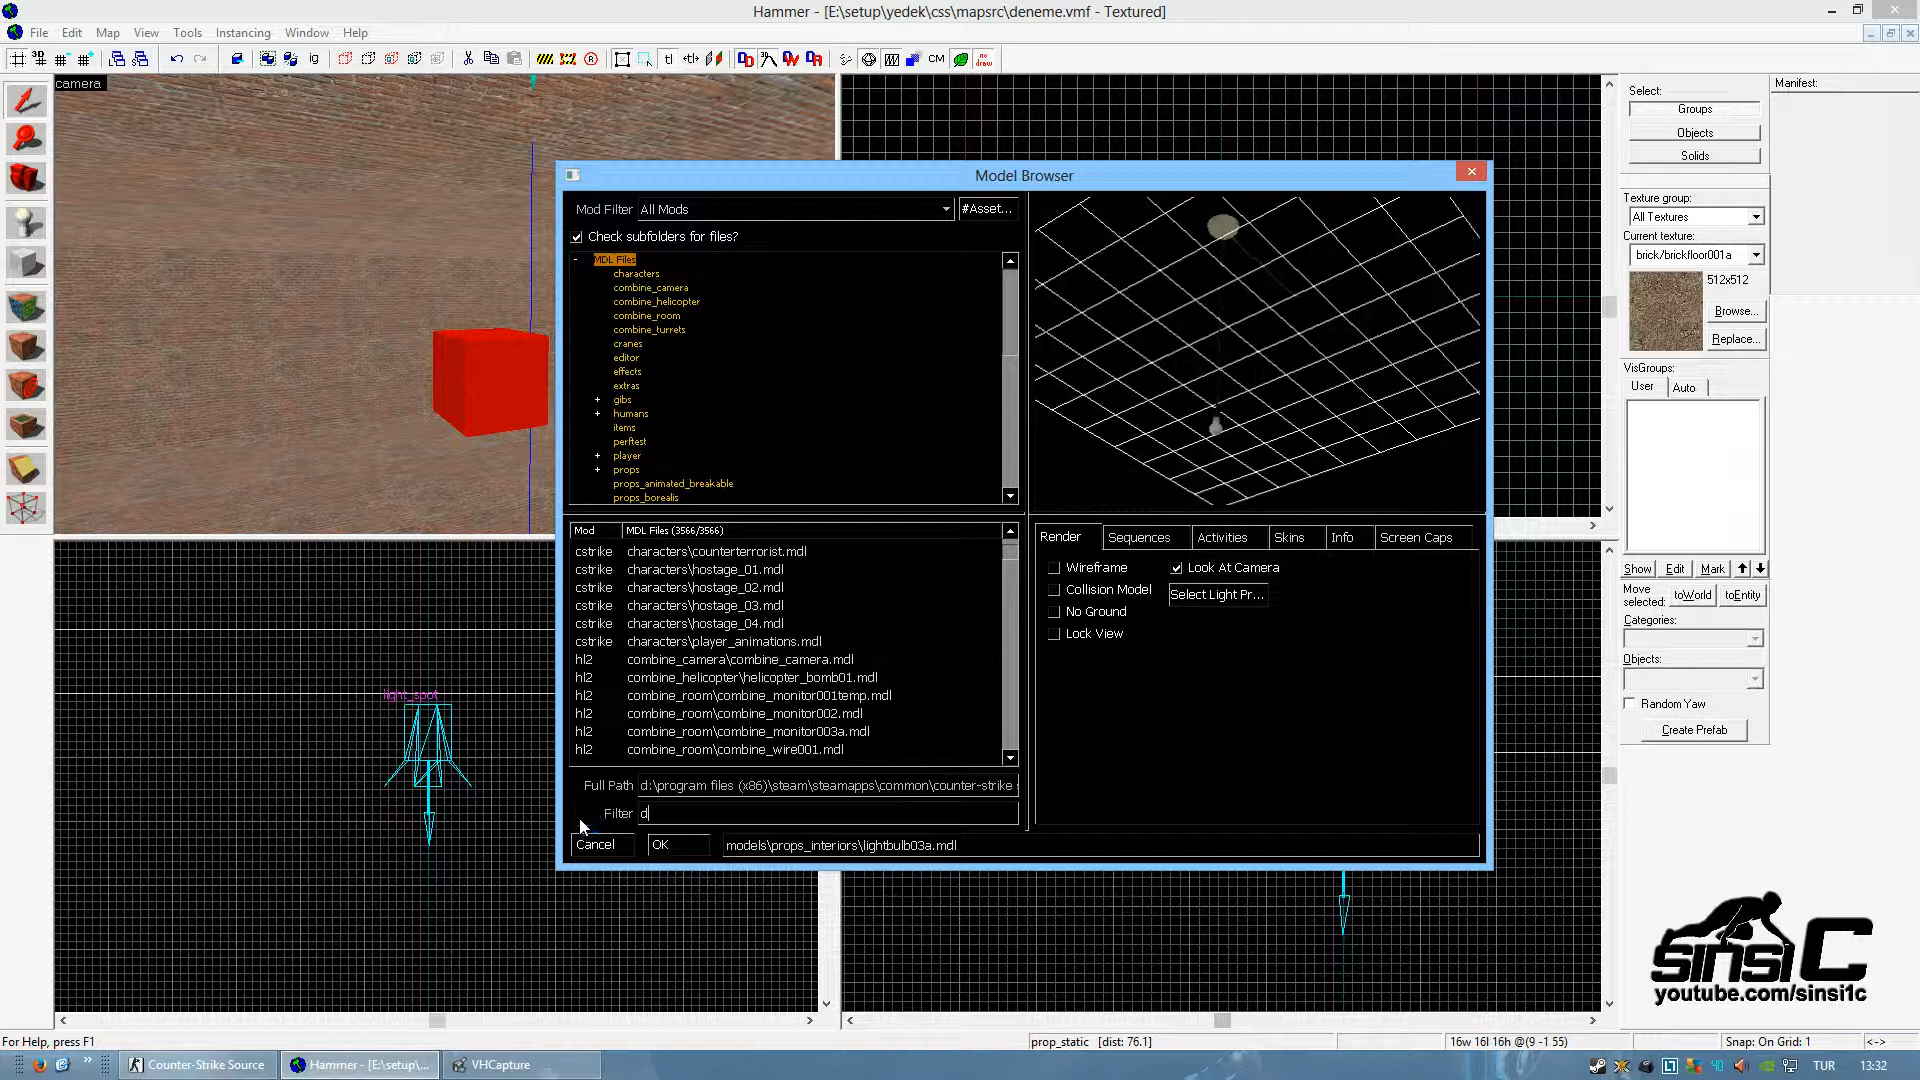 Hammer - [E:\setup\yedek\css\mapsrc\deneme.vmf - Textured]
File Edit Map View Tools Instancing Window Help
3D
ig
tl
CM
no draw
camera
Model Browser
Mod Filter All Mods #Asset...
Check subfolders for files?
MDL Files
characters
combine_camera
combine_helicopter
combine_room
combine_turrets
cranes
editor
effects
extras
gibs
humans
items
perftest
player
props
props_animated_breakable
props_borealis
Mod MDL Files (3566/3566)
cstrike characters\counterterrorist.mdl
cstrike characters\hostage_01.mdl
cstrike characters\hostage_02.mdl
cstrike characters\hostage_03.mdl
cstrike characters\hostage_04.mdl
cstrike characters\player_animations.mdl
hl2 combine_camera\combine_camera.mdl
hl2 combine_helicopter\helicopter_bomb01.mdl
hl2 combine_room\combine_monitor001temp.mdl
hl2 combine_room\combine_monitor002.mdl
hl2 combine_room\combine_monitor003a.mdl
hl2 combine_room\combine_wire001.mdl
Full Path d:\program files (x86)\steam\steamapps\common\counter-strike s
Filter d
Cancel OK models\props_interiors\lightbulb03a.mdl
Render Sequences Activities Skins Info Screen Caps
Wireframe Look At Camera
Collision Model Select Light Pr...
No Ground
Lock View
light_spot
Select:
Groups
Objects
Solids
Texture group:
All Textures
Current texture:
brick/brickfloor001a
512x512
Browse...
Replace...
VisGroups:
User Auto
Show Edit Mark
Move selected: toWorld toEntity
Categories:
Objects:
Random Yaw
Create Prefab
Manifest:
sinsiC
youtube.com/sinsi1c
For Help, press F1
prop_static [dist: 76.1]
16w 16l 16h @(9 -1 55)
Snap: On Grid: 1
<->
Counter-Strike Source
Hammer - [E:\setup\...
VHCapture
40
TUR
13:32